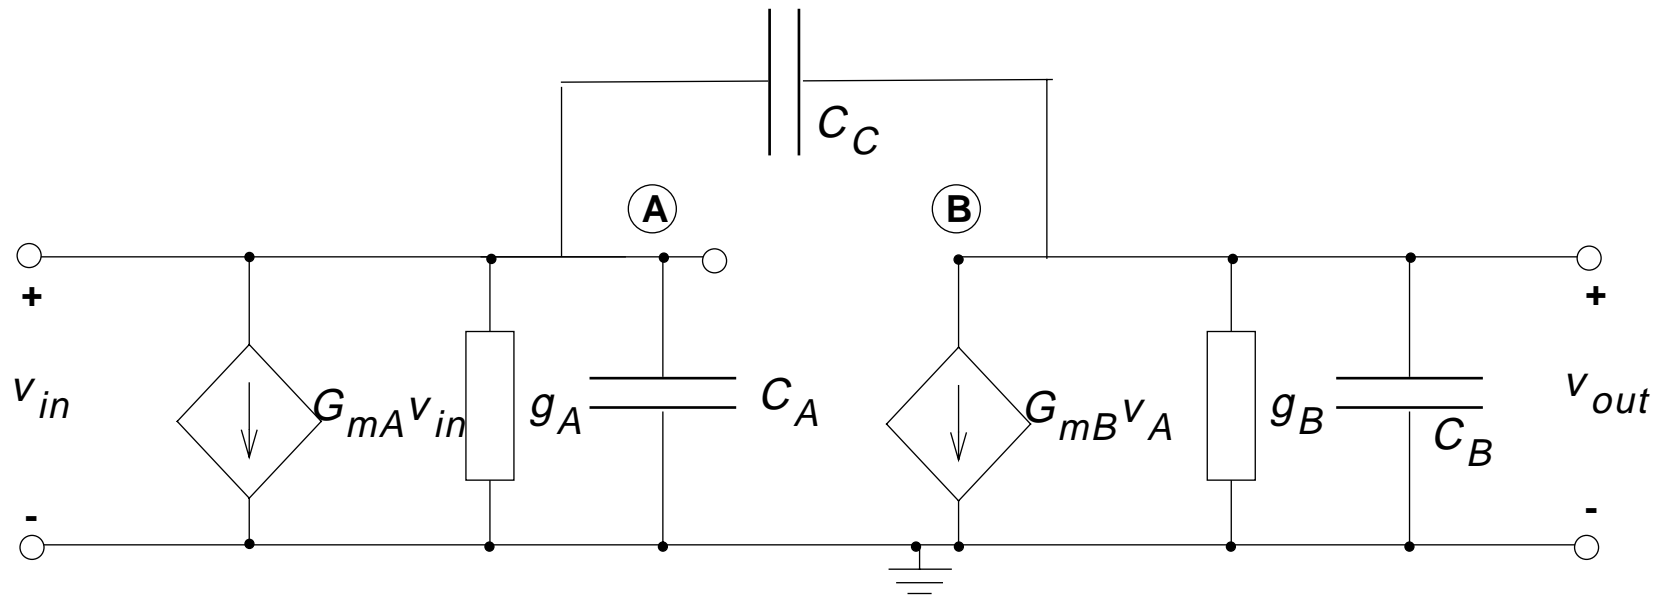 C_C
A
B
+
+
v_in
G_mA v_in
g_A
C_A
G_mB v_A
g_B
C_B
v_out
-
-